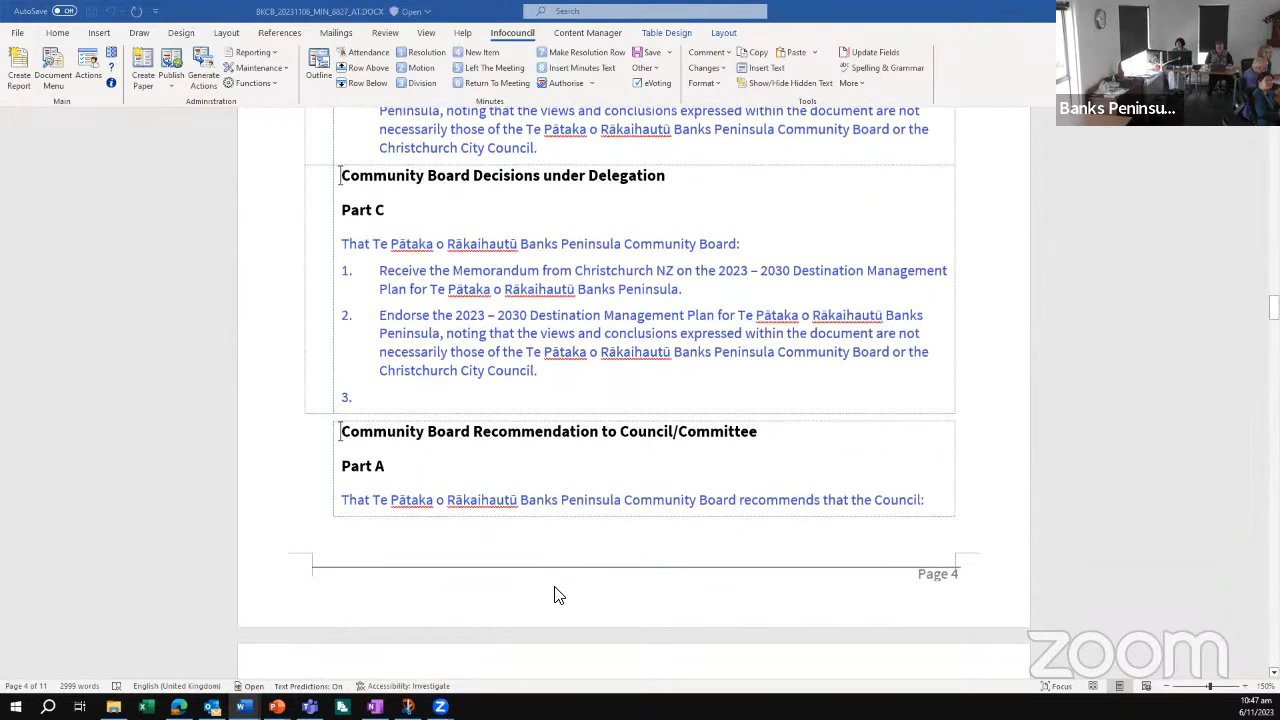 AutoSave Off BKCB_20231106_MIN_8827_AT.DOCX Open Search
File Home Insert Draw Design Layout References Mailings Review View Help Infocouncil Content Manager Table Design Layout
Create Master Document Menu Actions Create Paper Publish Generate Actions Reporting Maintenance Functions Outline
Attendance 1 Resolution 4 New Item 7 Make Resolution Row Save Comment Copy Paste Update Fields
Row Above 2 Motion 5 Left The Meeting 8 Insert Minutes Text Other Changes Insert Text Spelling & Grammar
Row Below 3 Division 6 Return To Meeting Authorise eVoting Format Show/Hide Hidden Text More
Main Administration Minutes Tools
Banks Peninsu...
Peninsula, noting that the views and conclusions expressed within the document are not
necessarily those of the Te Pātaka o Rākaihautū Banks Peninsula Community Board or the
Christchurch City Council.
Community Board Decisions under Delegation
Part C
That Te Pātaka o Rākaihautū Banks Peninsula Community Board:
1. Receive the Memorandum from Christchurch NZ on the 2023 – 2030 Destination Management
Plan for Te Pātaka o Rākaihautū Banks Peninsula.
2. Endorse the 2023 – 2030 Destination Management Plan for Te Pātaka o Rākaihautū Banks
Peninsula, noting that the views and conclusions expressed within the document are not
necessarily those of the Te Pātaka o Rākaihautū Banks Peninsula Community Board or the
Christchurch City Council.
3.
Community Board Recommendation to Council/Committee
Part A
That Te Pātaka o Rākaihautū Banks Peninsula Community Board recommends that the Council:
Page 4
zoom
Page 4 of 11 2999 words English (United Kingdom) Open Text Predictions: On Accessibility: Investigate Focus 150%
10:47 am
6/11/2023